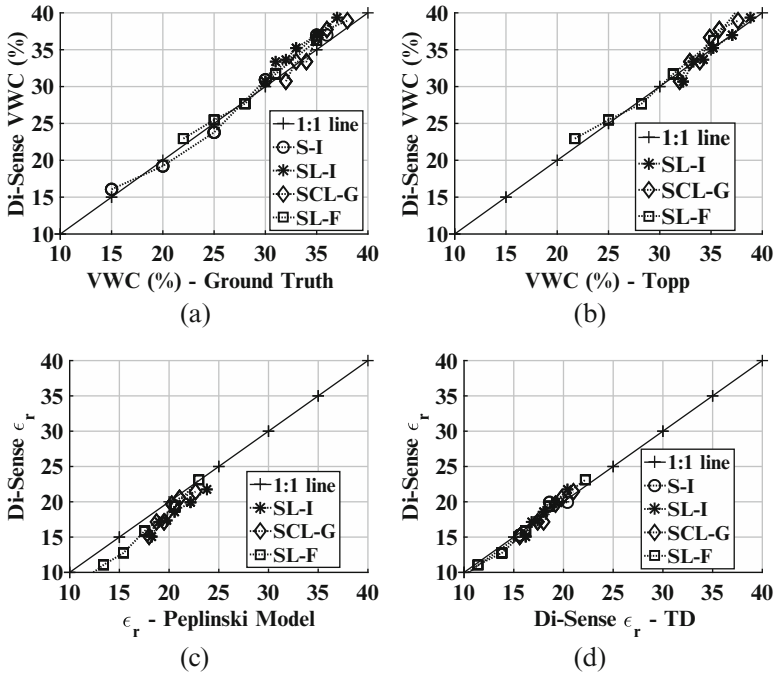 40
35
30
25
20
15
10
Di-Sense VWC (%)
1:1 line
S-I
SL-I
SCL-G
SL-F
10 15 20 25 30 35 40
VWC (%) - Ground Truth
(a)
40
35
30
25
20
15
10
Di-Sense VWC (%)
1:1 line
SL-I
SCL-G
SL-F
10 15 20 25 30 35 40
VWC (%) - Topp
(b)
40
35
30
25
20
15
10
Di-Sense ϵr
1:1 line
SL-I
SCL-G
SL-F
10 15 20 25 30 35 40
ϵr - Peplinski Model
(c)
40
35
30
25
20
15
10
Di-Sense ϵr
1:1 line
S-I
SL-I
SCL-G
SL-F
10 15 20 25 30 35 40
Di-Sense ϵr - TD
(d)